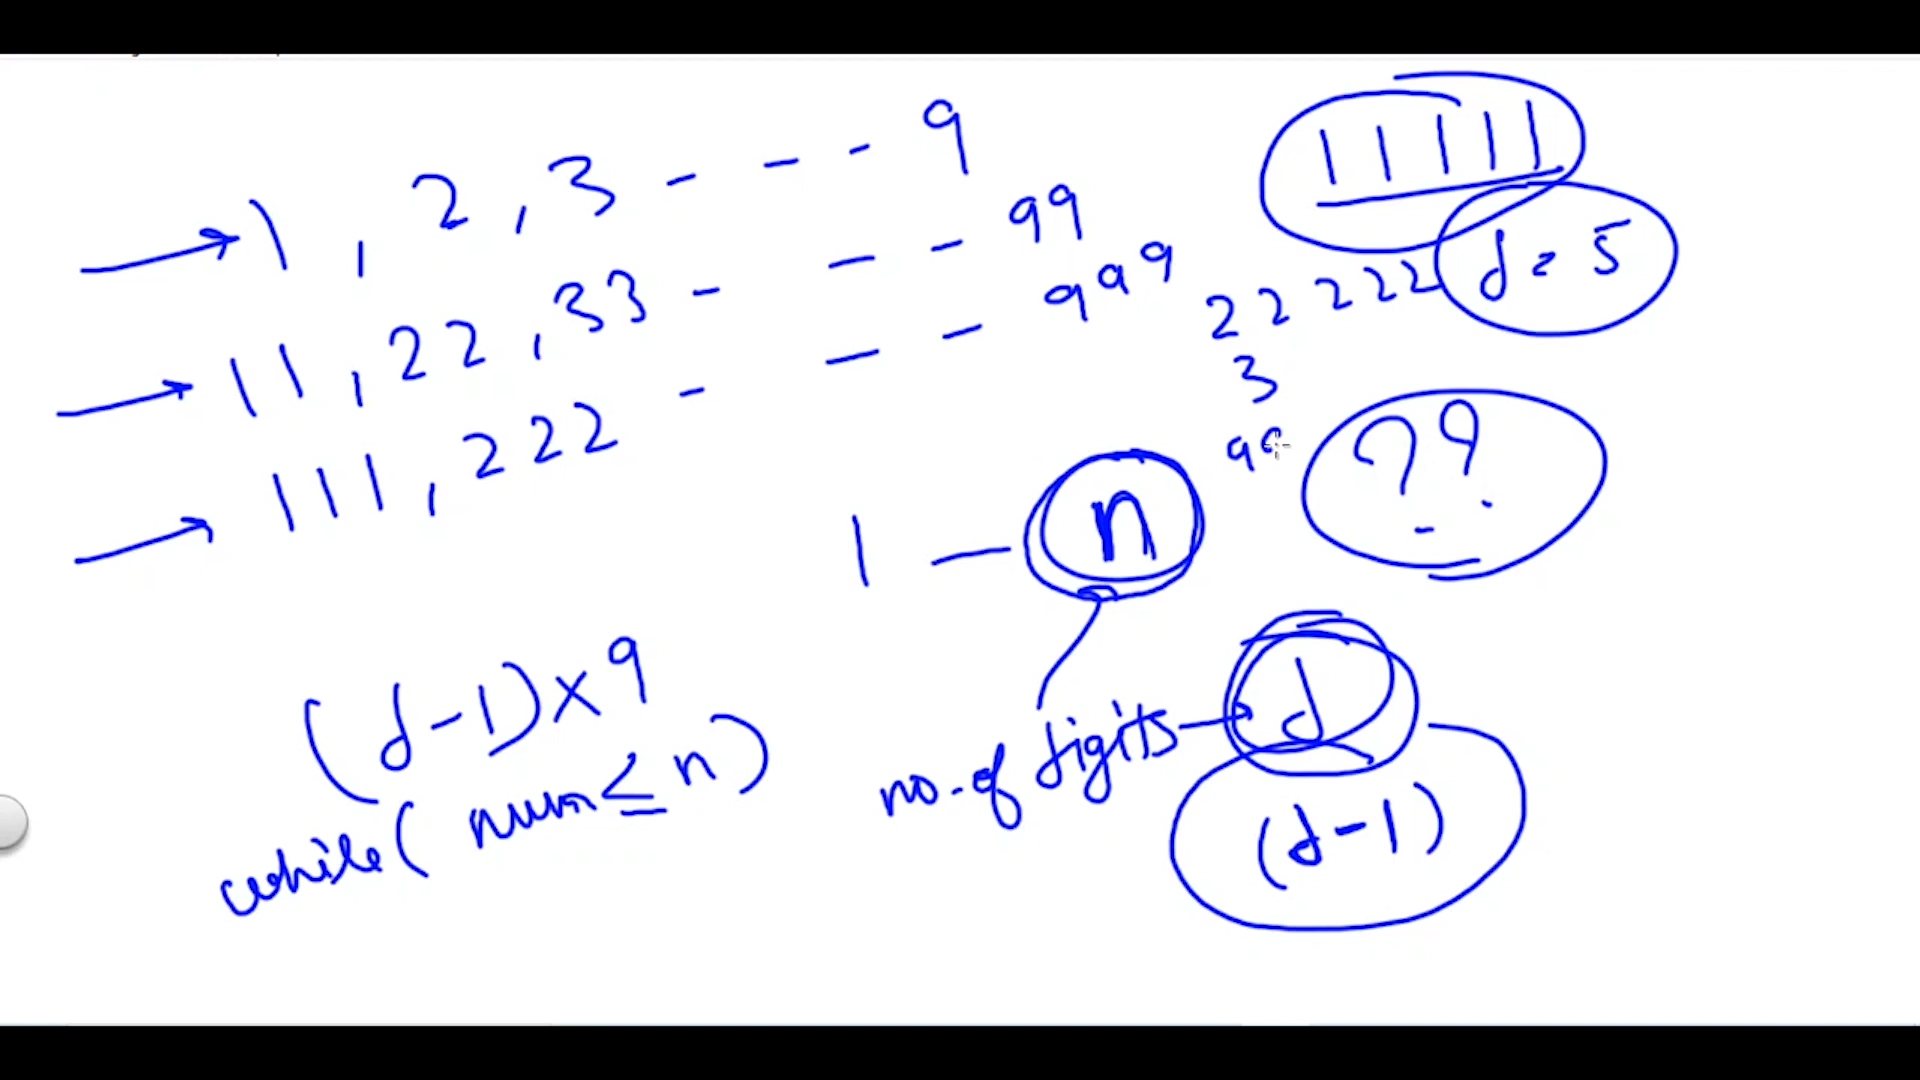 1 , 2 , 3 - - - 9
11 , 22 , 33 - - - 99
111 , 222 - - - 999
11111
d = 5
22222
3
99
??
1 — n
no. of digits → d
(d-1)
(d-1) × 9
while ( num ≤ n )